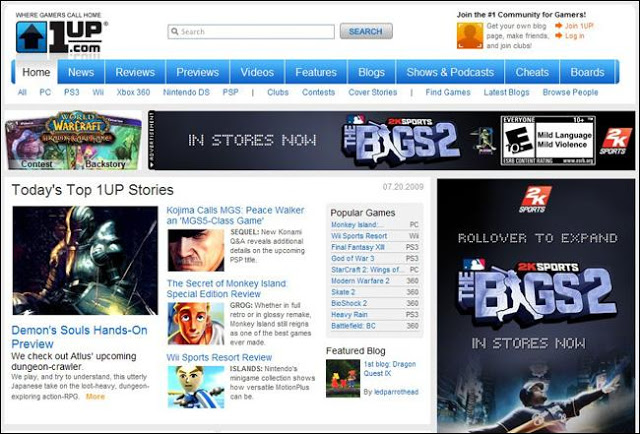 WHERE GAMERS CALL HOME
1UP
.com
Search
SEARCH
Join the #1 Community for Gamers!
Get your own blog
page, make friends,
and join clubs!
Join 1UP!
Log in
Home News Reviews Previews Videos Features Blogs Shows & Podcasts Cheats Boards
All PC PS3 Wii Xbox 360 Nintendo DS PSP | Clubs Contests Cover Stories | Find Games Latest Blogs Browse People
WORLD
WARCRAFT
TRADING CARD GAME
Contest Backstory
ADVERTISEMENT
IN STORES NOW
2K SPORTS
THE BIGS 2
EVERYONE 10+
Mild Language
Mild Violence
ESRB CONTENT RATING www.esrb.org
2K
SPORTS
Today's Top 1UP Stories
07.20.2009
Demon's Souls Hands-On
Preview
We check out Atlus' upcoming
dungeon-crawler.
We play, and try to understand, this utterly
Japanese take on the loot-heavy, dungeon-
exploring action-RPG. More
Kojima Calls MGS: Peace Walker
an 'MGS5-Class Game'
SEQUEL: New Konami
Q&A reveals additional
details on the upcoming
PSP title.
The Secret of Monkey Island:
Special Edition Review
GROG: Whether in full
retro or in glossy remake,
Monkey Island still reigns
as one of the best games
ever made.
Wii Sports Resort Review
ISLANDS: Nintendo's
minigame collection shows
how versatile MotionPlus can
be.
Popular Games
Monkey Island:... PC
Wii Sports Resort Wii
Final Fantasy XIII PS3
God of War 3 PS3
StarCraft 2: Wings of... PC
Modern Warfare 2 360
Skate 2 360
BioShock 2 360
Heavy Rain PS3
Battlefield: BC 360
Featured Blog
1st blog: Dragon
Quest IX
By ledparrothead
2K
SPORTS
ROLLOVER TO EXPAND
2K SPORTS
THE BIGS 2
IN STORES NOW